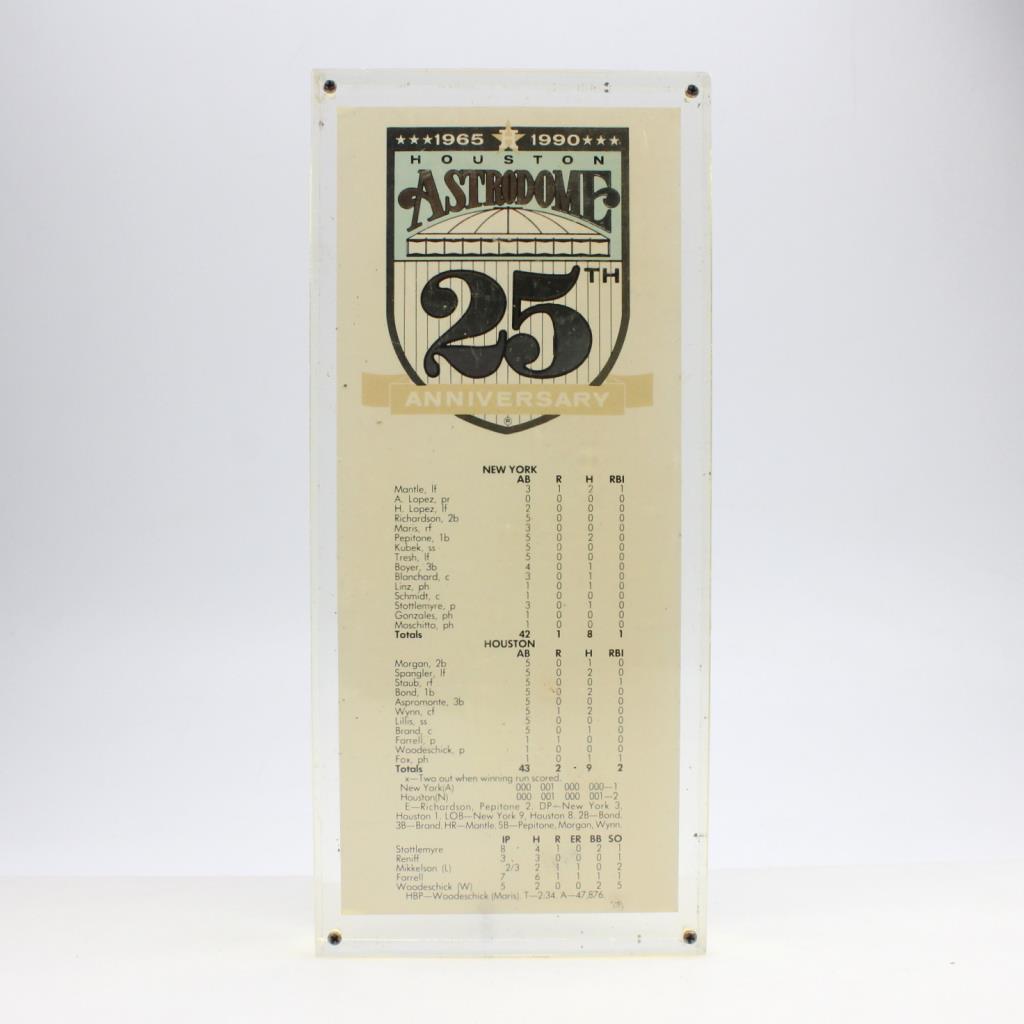 ★★★1965 H 1990★★★
HOUSTON
ASTRODOME
25TH
ANNIVERSARY
NEW YORK
AB R H RBI
Mantle, lf 3 1 2 1
A. Lopez, pr 0 0 0 0
H. Lopez, lf 2 0 0 0
Richardson, 2b 5 0 0 0
Maris, rf 3 0 0 0
Pepitone, 1b 5 0 2 0
Kubek, ss 5 0 0 0
Tresh, lf 5 0 0 0
Boyer, 3b 4 0 1 0
Blanchard, c 3 0 1 0
Linz, ph 1 0 1 0
Schmidt, c 1 0 0 0
Stottlemyre, p 3 0 1 0
Gonzales, ph 1 0 0 0
Moschitto, ph 1 0 0 0
Totals 42 1 8 1
HOUSTON
AB R H RBI
Morgan, 2b 5 0 1 0
Spangler, lf 5 0 2 0
Staub, rf 5 0 0 1
Bond, 1b 5 0 2 0
Aspromonte, 3b 5 0 0 0
Wynn, cf 5 1 2 0
Lillis, ss 5 0 0 0
Brand, c 5 0 1 0
Farrell, p 1 1 0 0
Woodeschick, p 1 0 0 0
Fox, ph 1 0 1 1
Totals 43 2 9 2
x—Two out when winning run scored.
New York(A) 000 001 000 000—1
Houston(N) 000 001 000 001—2
E—Richardson, Pepitone 2. DP—New York 3,
Houston 1. LOB—New York 9, Houston 8. 2B—Bond.
3B—Brand. HR—Mantle. SB—Pepitone, Morgan, Wynn.
IP H R ER BB SO
Stottlemyre 8 4 1 0 2 1
Reniff 3 3 0 0 0 1
Mikkelson (L) 2/3 2 1 1 0 2
Farrell 7 6 1 1 1 1
Woodeschick (W) 5 2 0 0 2 5
HBP—Woodeschick (Maris). T—2:34. A—47,876.